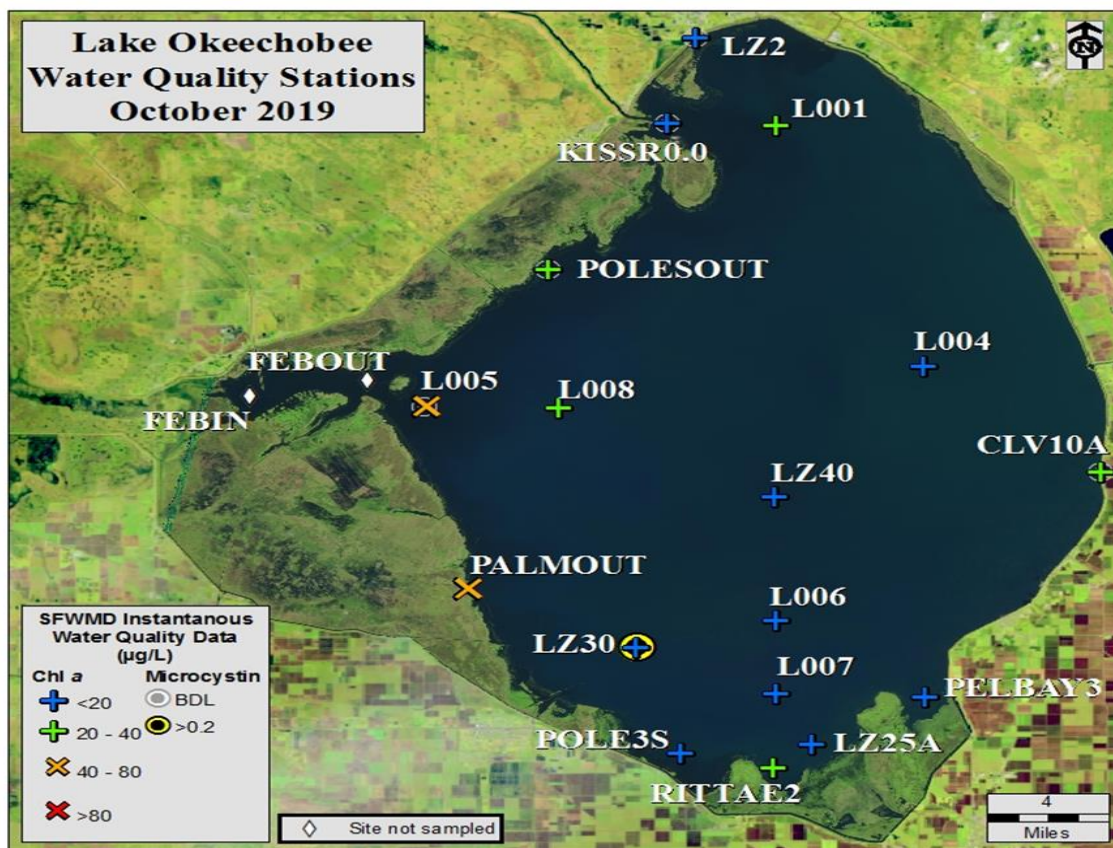 Lake Okeechobee
Water Quality Stations
October 2019
N
LZ2
L001
KISSR0.0
POLESOUT
FEBOUT
L004
L005
L008
FEBIN
CLV10A
LZ40
PALMOUT
L006
LZ30
L007
PELBAY3
POLE3S
LZ25A
RITTAE2
SFWMD Instantanous
Water Quality Data
(µg/L)
Chl a Microcystin
<20 BDL
20 - 40 >0.2
40 - 80
>80
Site not sampled
4
Miles